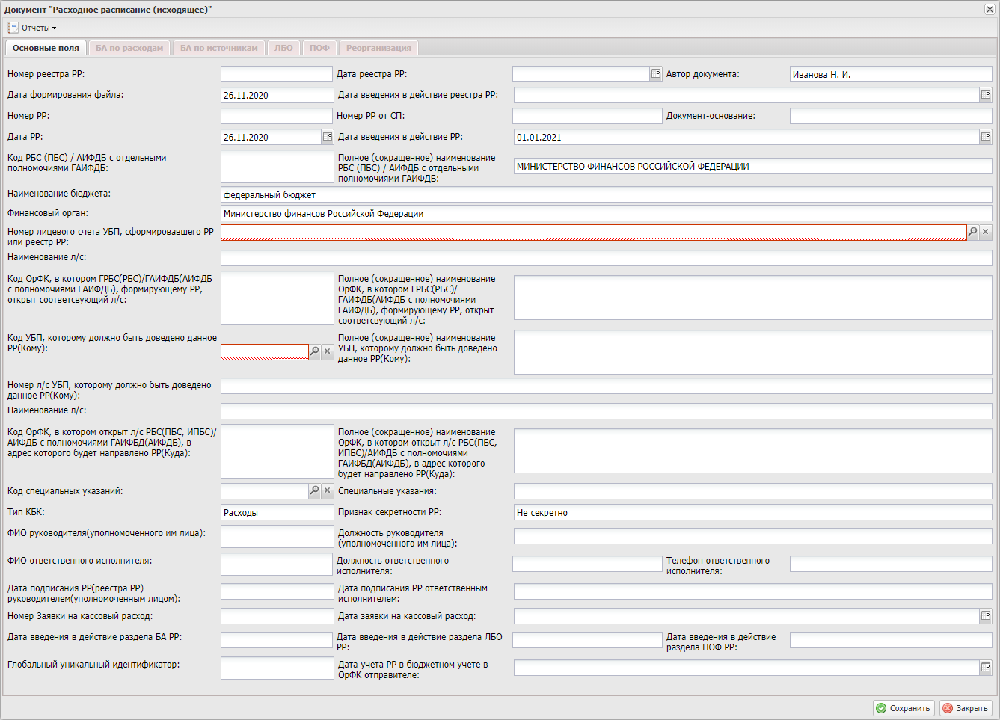 Документ "Расходное расписание (исходящее)"
Отчеты
Основные поля
БА по расходам
БА по источникам
ЛБО
ПОФ
Реорганизация
Номер реестра РР:
Дата реестра РР:
Автор документа:
Иванова Н. И.
Дата формирования файла:
26.11.2020
Дата введения в действие реестра РР:
Номер РР:
Номер РР от СП:
Документ-основание:
Дата РР:
26.11.2020
Дата введения в действие РР:
01.01.2021
Код РБС (ПБС) / АИФДБ с отдельными
полномочиями ГАИФДБ:
Полное (сокращенное) наименование
РБС (ПБС) / АИФДБ с отдельными
полномочиями ГАИФДБ:
МИНИСТЕРСТВО ФИНАНСОВ РОССИЙСКОЙ ФЕДЕРАЦИИ
Наименование бюджета:
федеральный бюджет
Финансовый орган:
Министерство финансов Российской Федерации
Номер лицевого счета УБП, сформировавшего РР
или реестр РР:
Наименование л/с:
Код ОрФК, в котором ГРБС(РБС)/ГАИФДБ(АИФДБ
с полномочиями ГАИФДБ), формирующему РР,
открыт соответсвующий л/с:
Полное (сокращенное) наименование
ОрФК, в котором ГРБС(РБС)/
ГАИФДБ(АИФДБ с полномочиями
ГАИФДБ), формирующему РР, открыт
соответсвующий л/с:
Код УБП, которому должно быть доведено данное
РР(Кому):
Полное (сокращенное) наименование
УБП, которому должно быть доведено
данное РР(Кому):
Номер л/с УБП, которому должно быть доведено
данное РР(Кому):
Наименование л/с:
Код ОрФК, в котором открыт л/с РБС(ПБС, ИПБС)/
АИФДБ с полномочиями ГАИФБД(АИФДБ), в
адрес которого будет направлено РР(Куда):
Полное (сокращенное) наименование
ОрФК, в котором открыт л/с РБС(ПБС,
ИПБС)/АИФДБ с полномочиями
ГАИФБД(АИФДБ), в адрес которого
будет направлено РР(Куда):
Код специальных указаний:
Специальные указания:
Тип КБК:
Расходы
Признак секретности РР:
Не секретно
ФИО руководителя(уполномоченного им лица):
Должность руководителя
(уполномоченного им лица):
ФИО ответственного исполнителя:
Должность ответственного
исполнителя:
Телефон ответственного
исполнителя:
Дата подписания РР(реестра РР)
руководителем(уполномоченным лицом):
Дата подписания РР ответственным
исполнителем:
Номер Заявки на кассовый расход:
Дата заявки на кассовый расход:
Дата введения в действие раздела БА РР:
Дата введения в действие раздела ЛБО
РР:
Дата введения в действие
раздела ПОФ РР:
Глобальный уникальный идентификатор:
Дата учета РР в бюджетном учете в
ОрФК отправителе:
Сохранить
Закрыть